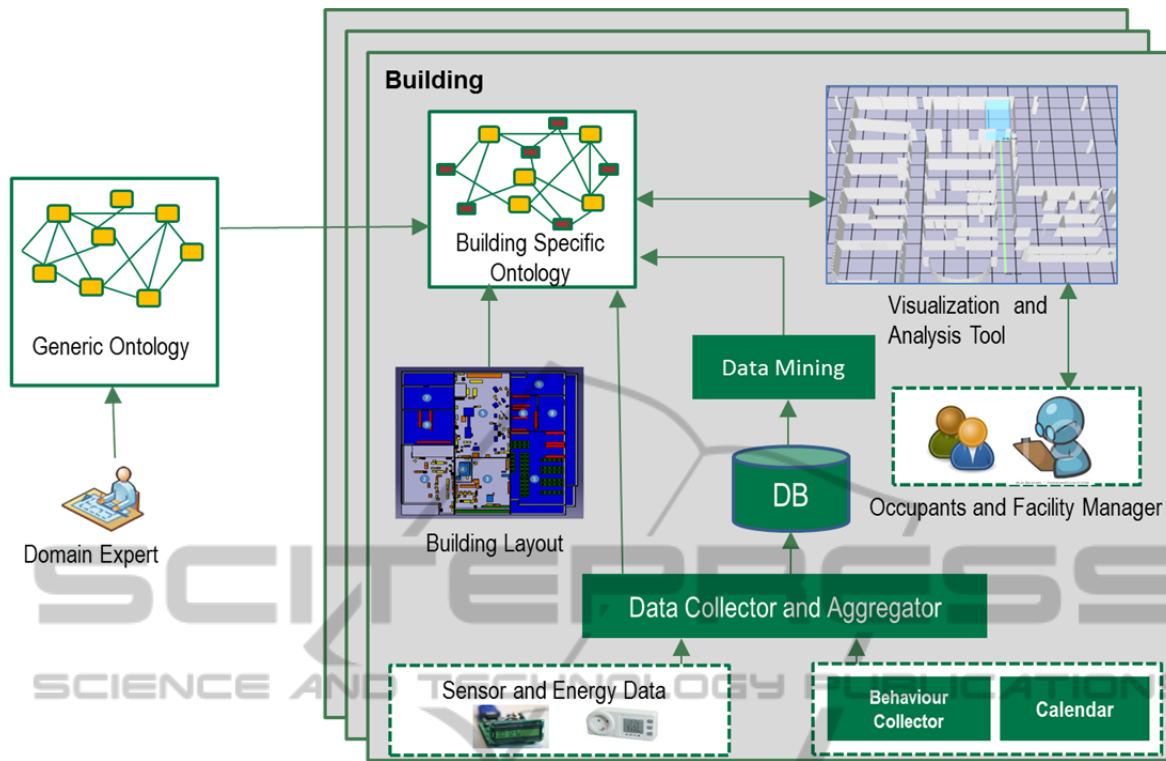 Building
Building Specific
Ontology
Visualization and
Analysis Tool
Generic Ontology
Data Mining
DB
Occupants and Facility Manager
Building Layout
Domain Expert
Data Collector and Aggregator
Sensor and Energy Data
Behaviour
Collector
Calendar
SCITEPRESS
SCIENCE AND TECHNOLOGY PUBLICATIONS